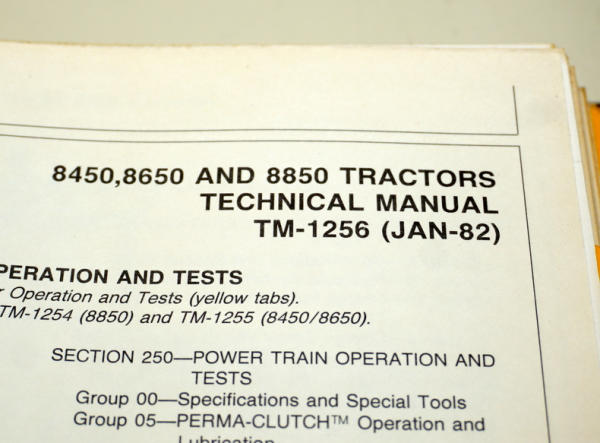 8450,8650 AND 8850 TRACTORS
TECHNICAL MANUAL
TM-1256 (JAN-82)
PERATION AND TESTS
r Operation and Tests (yellow tabs).
TM-1254 (8850) and TM-1255 (8450/8650).
SECTION 250—POWER TRAIN OPERATION AND
TESTS
Group 00—Specifications and Special Tools
Group 05—PERMA-CLUTCH™ Operation and
Lubrication